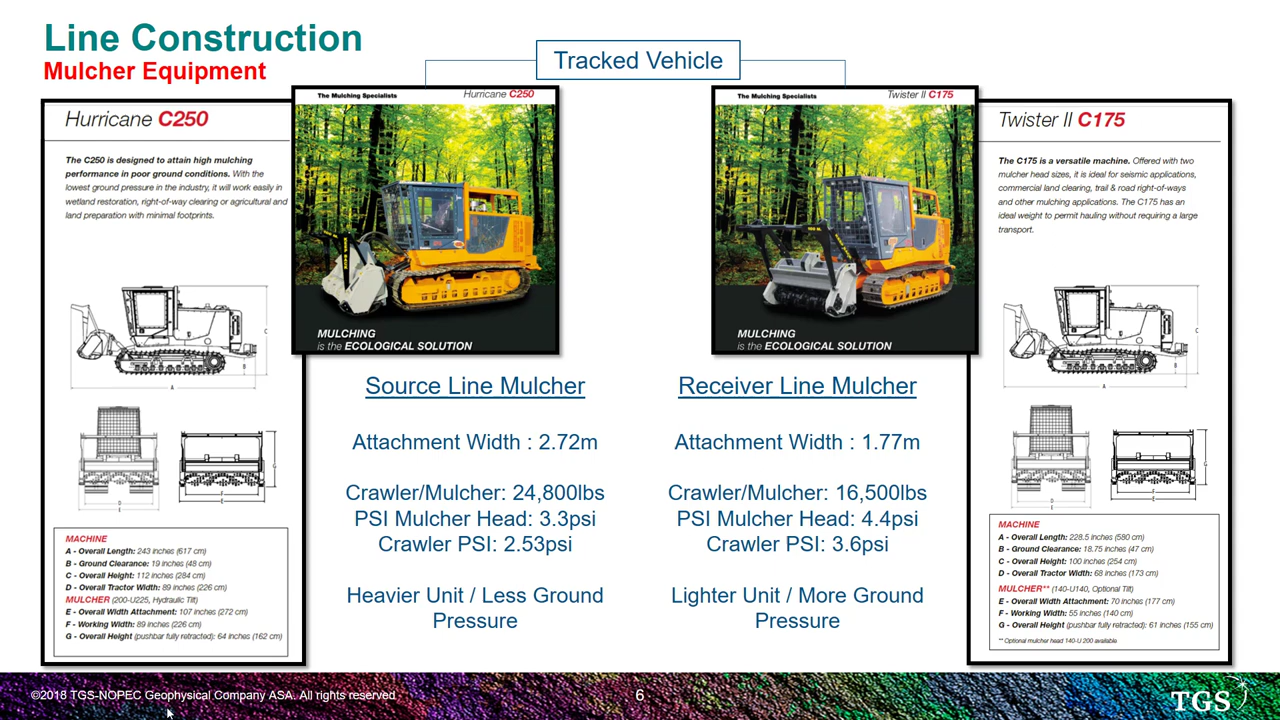 Line Construction
Mulcher Equipment
Tracked Vehicle
Hurricane C250
The C250 is designed to attain high mulching
performance in poor ground conditions. With the
lowest ground pressure in the industry, it will work easily in
wetland restoration, right-of-way clearing or agricultural and
land preparation with minimal footprints.
A
B
C
D
E
F
E
G
MACHINE
A - Overall Length: 243 inches (617 cm)
B - Ground Clearance: 19 inches (48 cm)
C - Overall Height: 112 inches (284 cm)
D - Overall Tractor Width: 89 inches (226 cm)
MULCHER (200-U225, Hydraulic Tilt)
E - Overall Width Attachment: 107 inches (272 cm)
F - Working Width: 89 inches (226 cm)
G - Overall Height (pushbar fully retracted): 64 inches (162 cm)
The Mulching Specialists
Hurricane C250
MULCHING
is the ECOLOGICAL SOLUTION
Source Line Mulcher
Attachment Width : 2.72m
Crawler/Mulcher: 24,800lbs
PSI Mulcher Head: 3.3psi
Crawler PSI: 2.53psi
Heavier Unit / Less Ground
Pressure
The Mulching Specialists
Twister II C175
MULCHING
is the ECOLOGICAL SOLUTION
Receiver Line Mulcher
Attachment Width : 1.77m
Crawler/Mulcher: 16,500lbs
PSI Mulcher Head: 4.4psi
Crawler PSI: 3.6psi
Lighter Unit / More Ground
Pressure
Twister II C175
The C175 is a versatile machine. Offered with two
mulcher head sizes, it is ideal for seismic applications,
commercial land clearing, trail & road right-of-ways
and other mulching applications. The C175 has an
ideal weight to permit hauling without requiring a large
transport.
A
B
C
D
E
F
E
G
MACHINE
A - Overall Length: 228.5 inches (580 cm)
B - Ground Clearance: 18.75 inches (47 cm)
C - Overall Height: 100 inches (254 cm)
D - Overall Tractor Width: 68 inches (173 cm)
MULCHER** (140-U140, Optional Tilt)
E - Overall Width Attachment: 70 inches (177 cm)
F - Working Width: 55 inches (140 cm)
G - Overall Height (pushbar fully retracted): 61 inches (155 cm)
** Optional mulcher head 140-U 200 available
©2018 TGS-NOPEC Geophysical Company ASA. All rights reserved
6
TGS